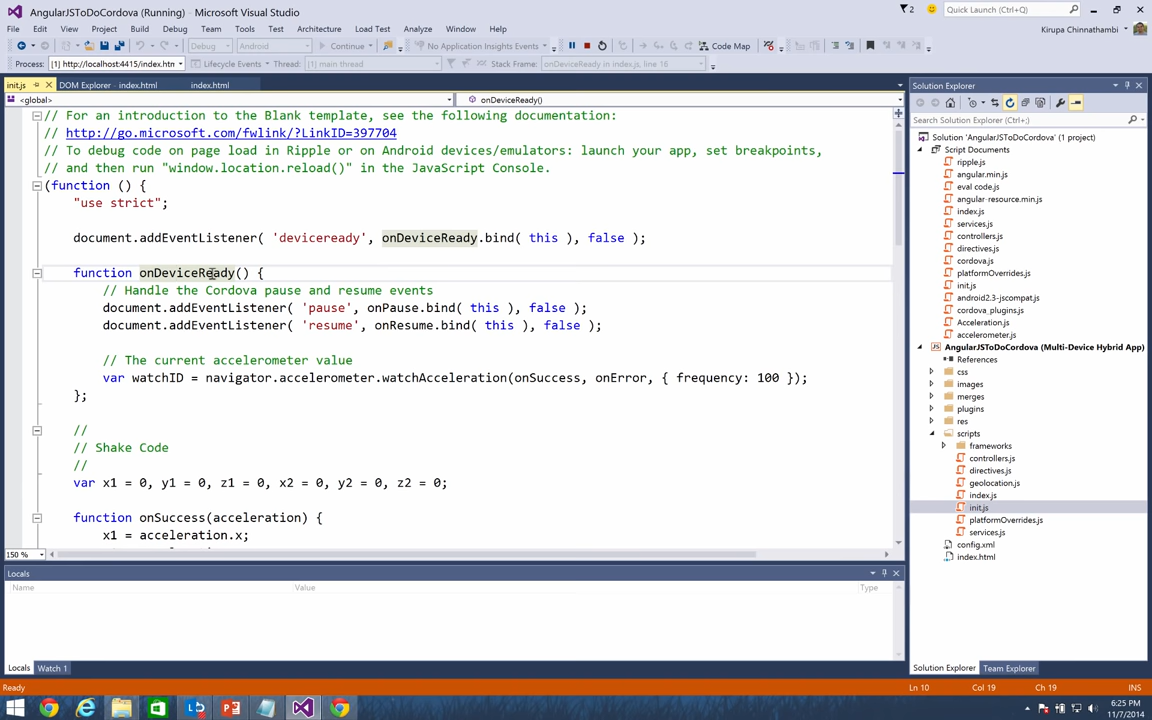 AngularJSToDoCordova (Running) - Microsoft Visual Studio
2
Quick Launch (Ctrl+Q)
File Edit View Project Build Debug Team Tools Test Architecture Load Test Analyze Window Help
Kirupa Chinnathambi
Debug Android Continue No Application Insights Events Code Map
Process: [1] http://localhost:4415/index.htm Lifecycle Events Thread: [1] main thread Stack Frame: onDeviceReady in index.js, line 16
init.js DOM Explorer - index.html index.html
<global> onDeviceReady()
// For an introduction to the Blank template, see the following documentation:
// http://go.microsoft.com/fwlink/?LinkID=397704
// To debug code on page load in Ripple or on Android devices/emulators: launch your app, set breakpoints,
// and then run "window.location.reload()" in the JavaScript Console.
(function () {
"use strict";
document.addEventListener( 'deviceready', onDeviceReady.bind( this ), false );
function onDeviceReady() {
// Handle the Cordova pause and resume events
document.addEventListener( 'pause', onPause.bind( this ), false );
document.addEventListener( 'resume', onResume.bind( this ), false );
// The current accelerometer value
var watchID = navigator.accelerometer.watchAcceleration(onSuccess, onError, { frequency: 100 });
};
//
// Shake Code
//
var x1 = 0, y1 = 0, z1 = 0, x2 = 0, y2 = 0, z2 = 0;
function onSuccess(acceleration) {
x1 = acceleration.x;
150 %
Locals
Name Value Type
Locals Watch 1
Solution Explorer
Search Solution Explorer (Ctrl+;)
Solution 'AngularJSToDoCordova' (1 project)
Script Documents
ripple.js
angular.min.js
eval code.js
angular-resource.min.js
index.js
services.js
controllers.js
directives.js
cordova.js
platformOverrides.js
init.js
android2.3-jscompat.js
cordova_plugins.js
Acceleration.js
accelerometer.js
AngularJSToDoCordova (Multi-Device Hybrid App)
References
css
images
merges
plugins
res
scripts
frameworks
controllers.js
directives.js
geolocation.js
index.js
init.js
platformOverrides.js
services.js
config.xml
index.html
Solution Explorer Team Explorer
Ready Ln 10 Col 19 Ch 19 INS
6:25 PM
11/7/2014